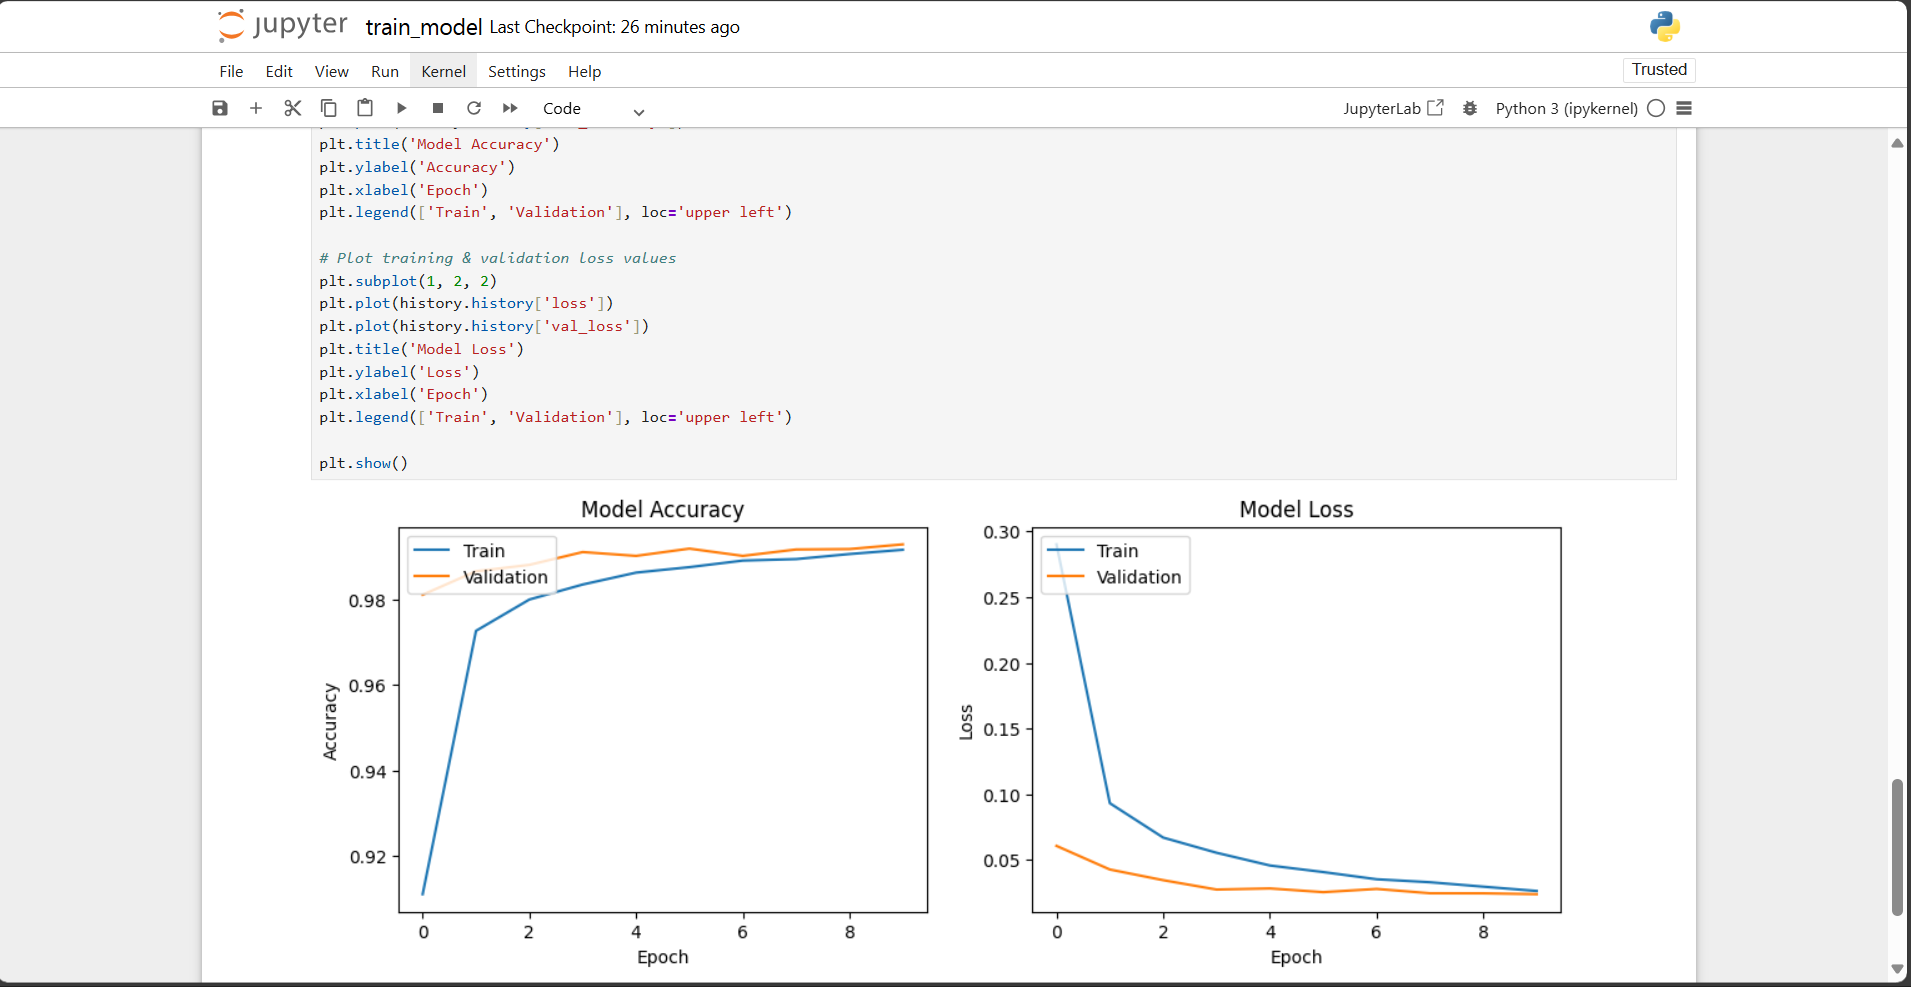 jupyter train_model Last Checkpoint: 26 minutes ago
File Edit View Run Kernel Settings Help Trusted
Code JupyterLab Python 3 (ipykernel)
plt.title('Model Accuracy')
plt.ylabel('Accuracy')
plt.xlabel('Epoch')
plt.legend(['Train', 'Validation'], loc='upper left')
# Plot training & validation loss values
plt.subplot(1, 2, 2)
plt.plot(history.history['loss'])
plt.plot(history.history['val_loss'])
plt.title('Model Loss')
plt.ylabel('Loss')
plt.xlabel('Epoch')
plt.legend(['Train', 'Validation'], loc='upper left')
plt.show()
Model Accuracy
Train
Validation
0.98
0.96
0.94
0.92
Accuracy
0 2 4 6 8
Epoch
Model Loss
Train
Validation
0.30
0.25
0.20
0.15
0.10
0.05
Loss
0 2 4 6 8
Epoch